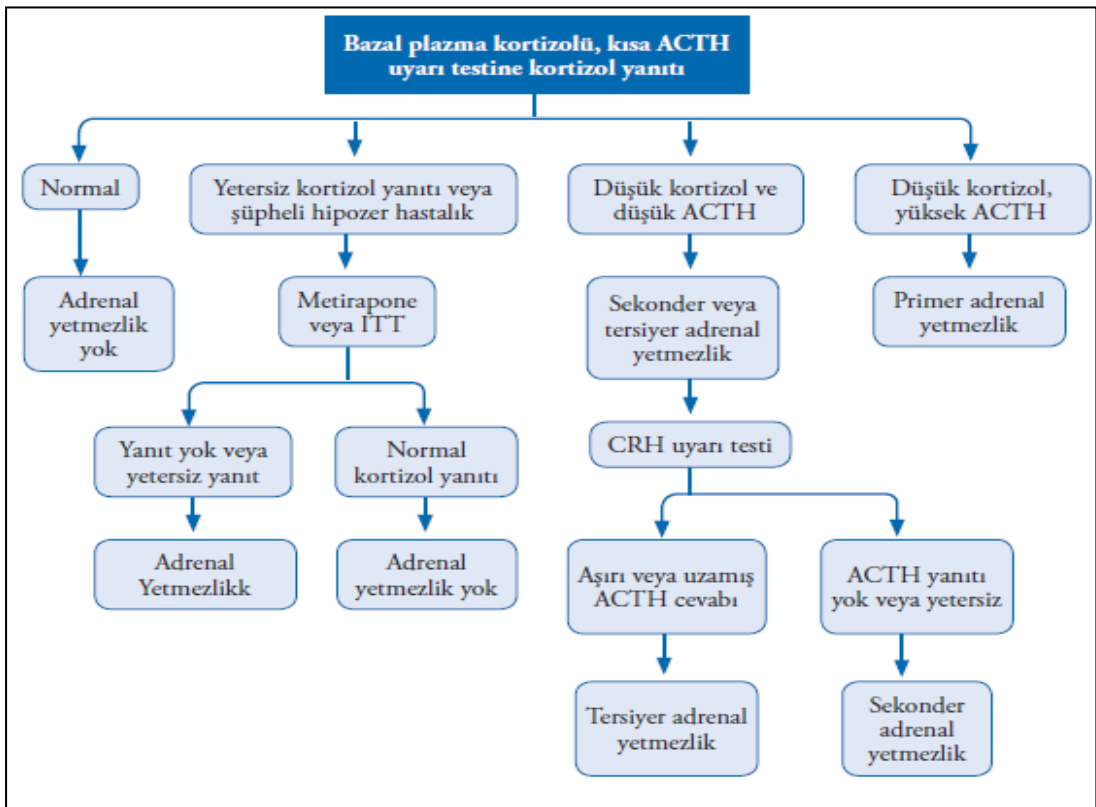 Bazal plazma kortizolü, kısa ACTH
uyarı testine kortizol yanıtı
Normal
Yetersiz kortizol yanıtı veya
şüpheli hipozer hastalık
Düşük kortizol ve
düşük ACTH
Düşük kortizol,
yüksek ACTH
Adrenal
yetmezlik
yok
Metirapone
veya ITT
Sekonder veya
tersiyer adrenal
yetmezlik
Primer adrenal
yetmezlik
Yanıt yok veya
yetersiz yanıt
Normal
kortizol yanıtı
CRH uyarı testi
Adrenal
Yetmezlikk
Adrenal
yetmezlik yok
Aşırı veya uzamış
ACTH cevabı
ACTH yanıtı
yok veya yetersiz
Tersiyer adrenal
yetmezlik
Sekonder
adrenal
yetmezlik